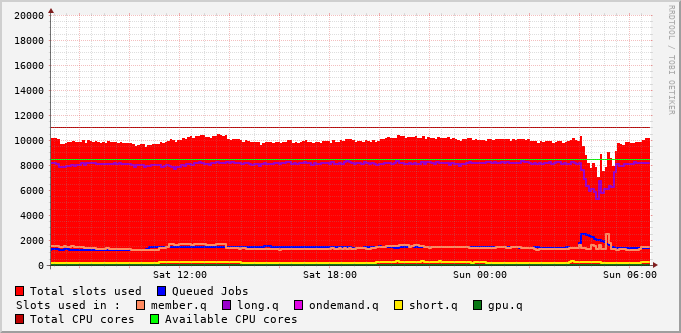 20000
18000
16000
14000
12000
10000
8000
6000
4000
2000
0
Sat 12:00 Sat 18:00 Sun 00:00 Sun 06:00
RRDTOOL / TOBI OETIKER
Total slots used Queued Jobs
Slots used in : member.q long.q ondemand.q short.q gpu.q
Total CPU cores Available CPU cores